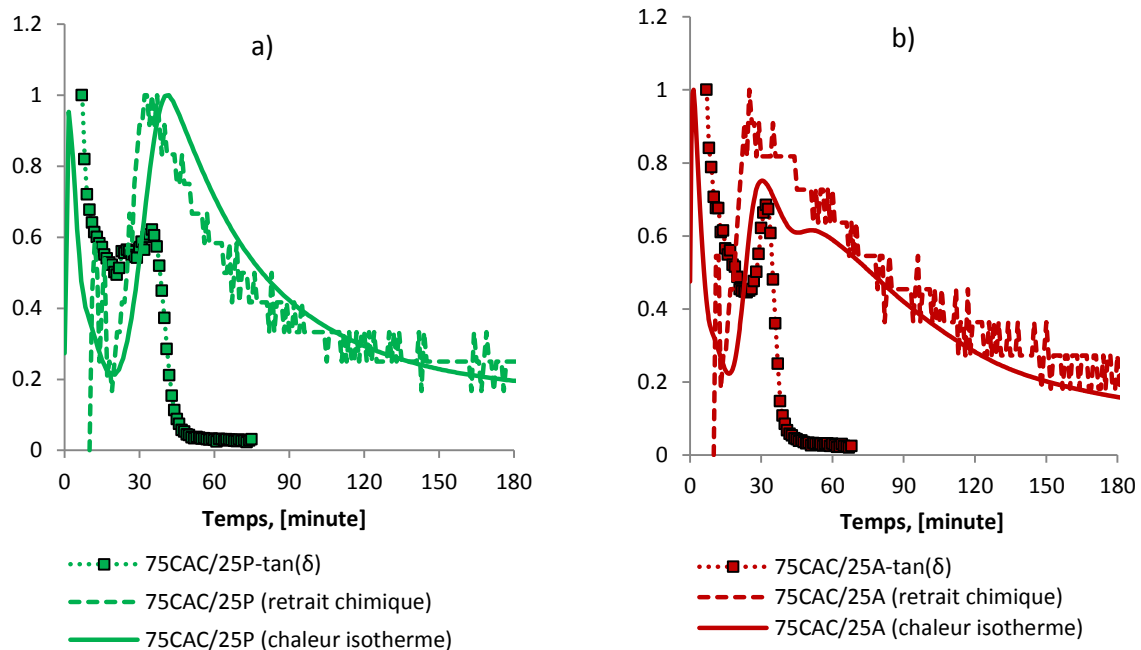 a)
1.2
1
0.8
0.6
0.4
0.2
0
0 30 60 90 120 150 180
Temps, [minute]
75CAC/25P-tan(δ)
75CAC/25P (retrait chimique)
75CAC/25P (chaleur isotherme)
b)
1.2
1
0.8
0.6
0.4
0.2
0
0 30 60 90 120 150 180
Temps, [minute]
75CAC/25A-tan(δ)
75CAC/25A (retrait chimique)
75CAC/25A (chaleur isotherme)